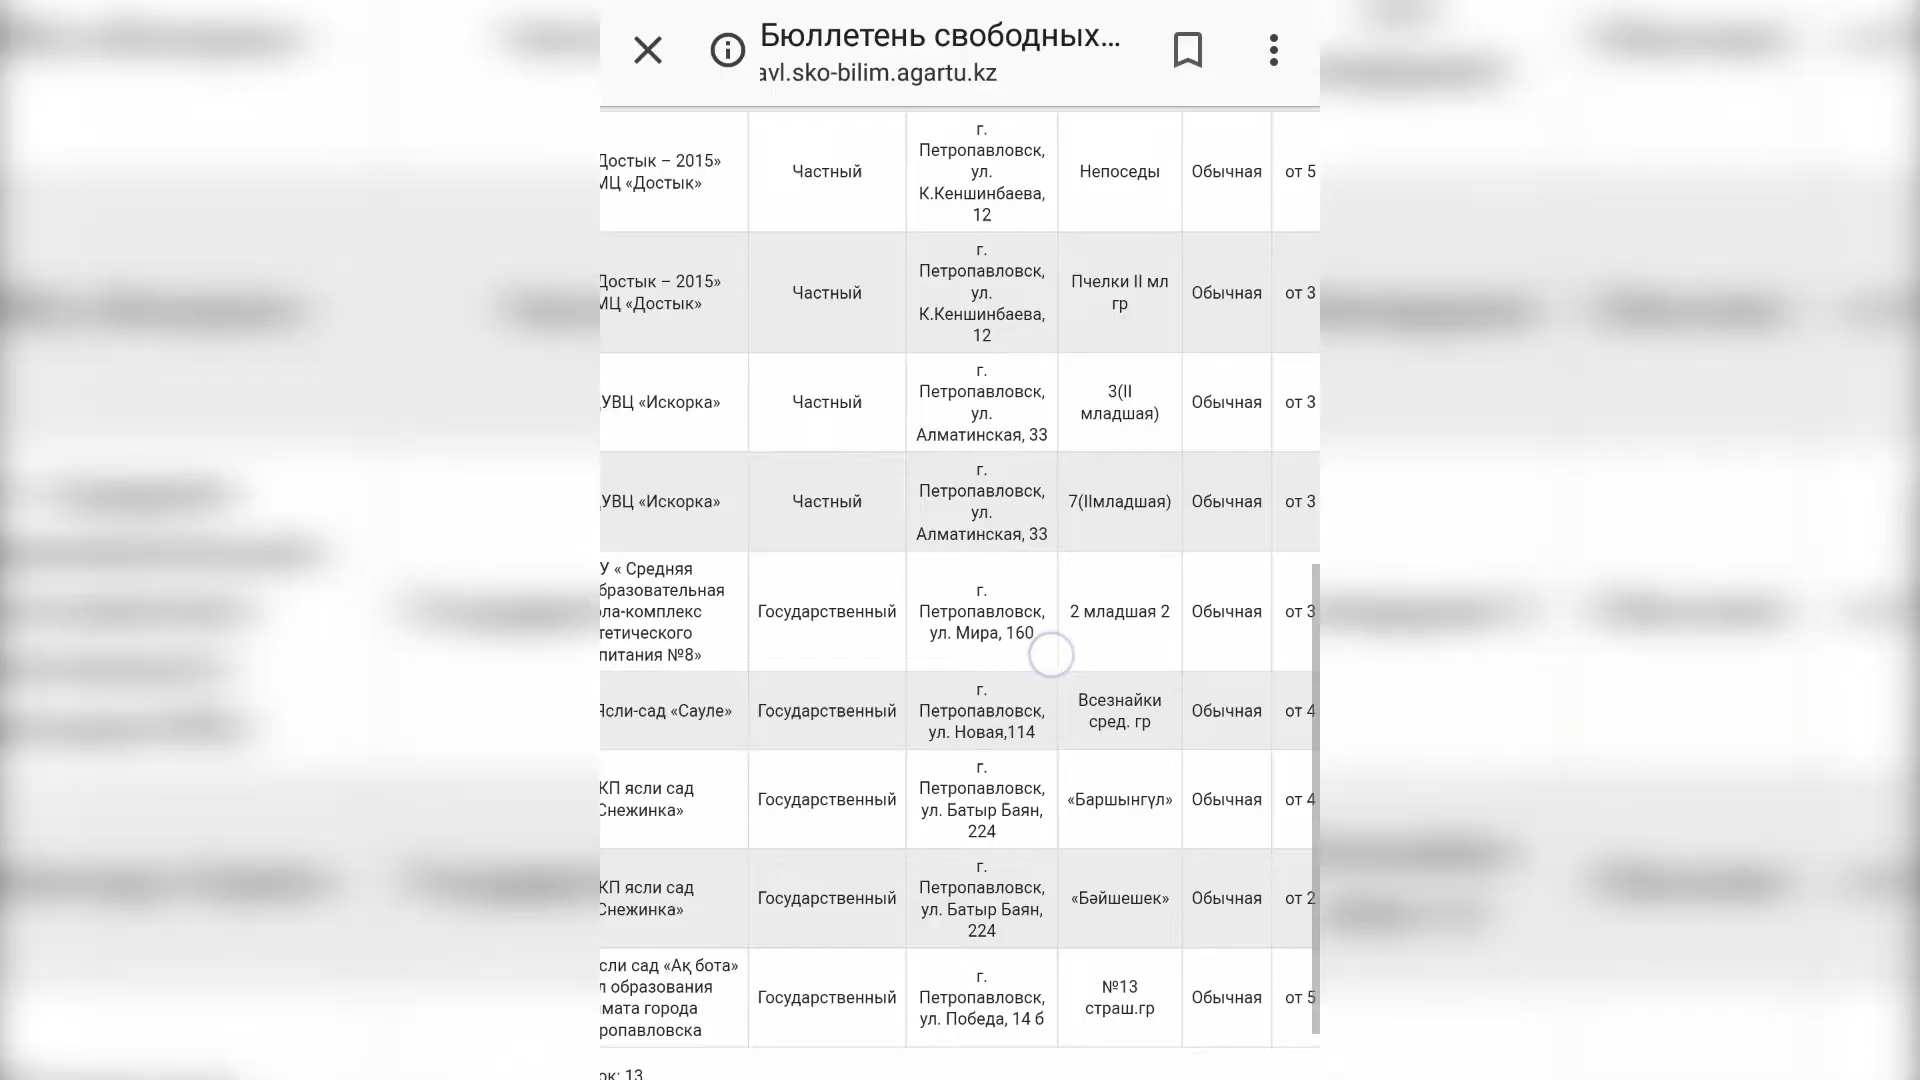 Бюллетень свободных...
avl.sko-bilim.agartu.kz
Достык – 2015»
МЦ «Достык»
Частный
г.
Петропавловск,
ул.
К.Кеншинбаева,
12
Непоседы
Обычная
от 5
Достык – 2015»
МЦ «Достык»
Частный
г.
Петропавловск,
ул.
К.Кеншинбаева,
12
Пчелки II мл
гр
Обычная
от 3
УВЦ «Искорка»
Частный
г.
Петропавловск,
ул.
Алматинская, 33
3(II
младшая)
Обычная
от 3
УВЦ «Искорка»
Частный
г.
Петропавловск,
ул.
Алматинская, 33
7(IIмладшая)
Обычная
от 3
У « Средняя
бразовательная
ола-комплекс
тетического
питания №8»
Государственный
г.
Петропавловск,
ул. Мира, 160
2 младшая 2
Обычная
от 3
Ясли-сад «Сауле»
Государственный
г.
Петропавловск,
ул. Новая,114
Всезнайки
сред. гр
Обычная
от 4
КП ясли сад
Снежинка»
Государственный
г.
Петропавловск,
ул. Батыр Баян,
224
«Баршынгүл»
Обычная
от 4
КП ясли сад
Снежинка»
Государственный
г.
Петропавловск,
ул. Батыр Баян,
224
«Бәйшешек»
Обычная
от 2
сли сад «Ақ бота»
л образования
имата города
ропавловска
Государственный
г.
Петропавловск,
ул. Победа, 14 б
№13
страш.гр
Обычная
от 5
ок: 13